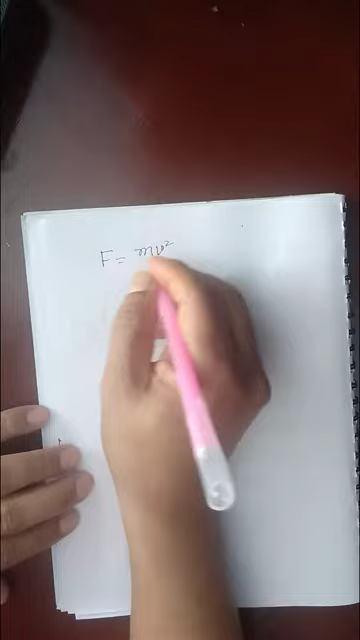 F = mv²